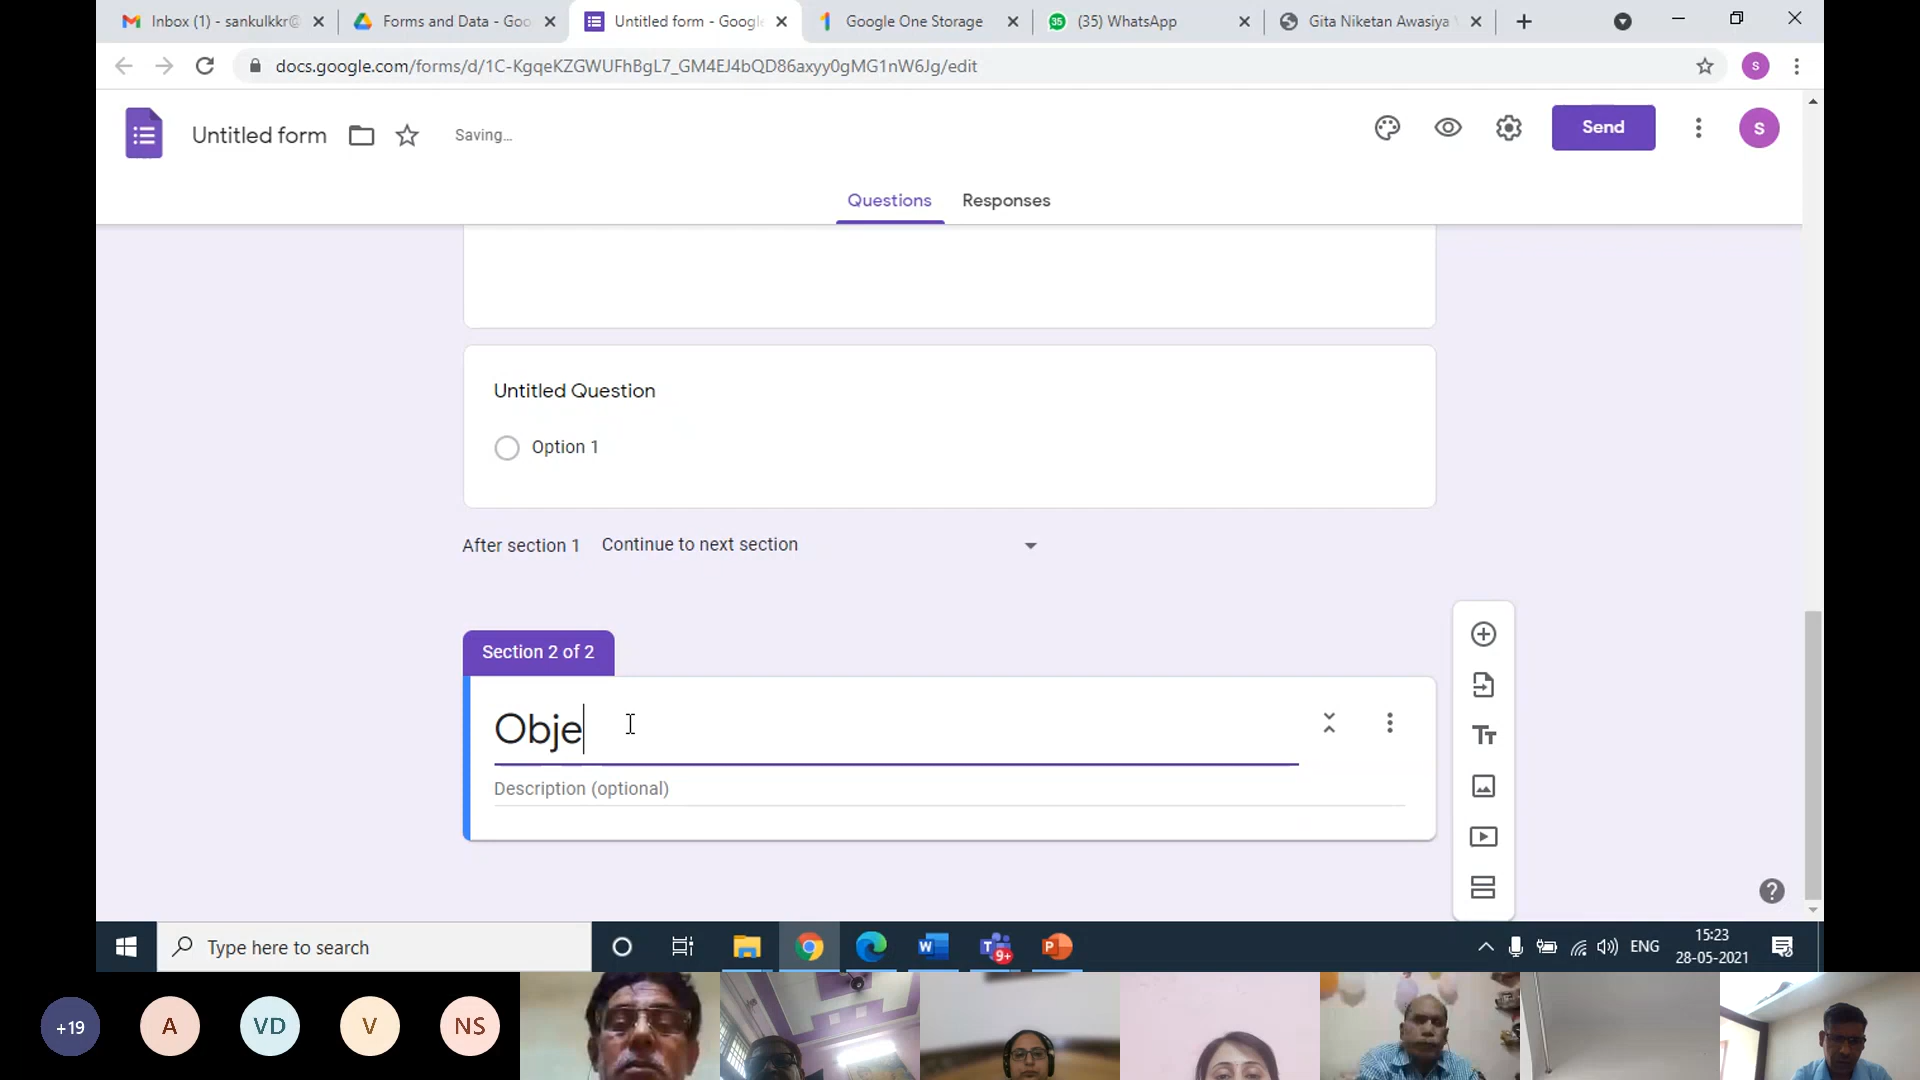 Inbox (1) - sankulkkr@
Forms and Data - Goo
Untitled form - Google
Google One Storage
35
(35) WhatsApp
Gita Niketan Awasiya
docs.google.com/forms/d/1C-KgqeKZGWUFhBgL7_GM4EJ4bQD86axyy0gMG1nW6Jg/edit
S
Untitled form
Saving...
Send
S
Questions
Responses
Untitled Question
Option 1
After section 1
Continue to next section
Section 2 of 2
Obje
Description (optional)
Type here to search
9+
ENG
15:23
28-05-2021
+19
A
VD
V
NS